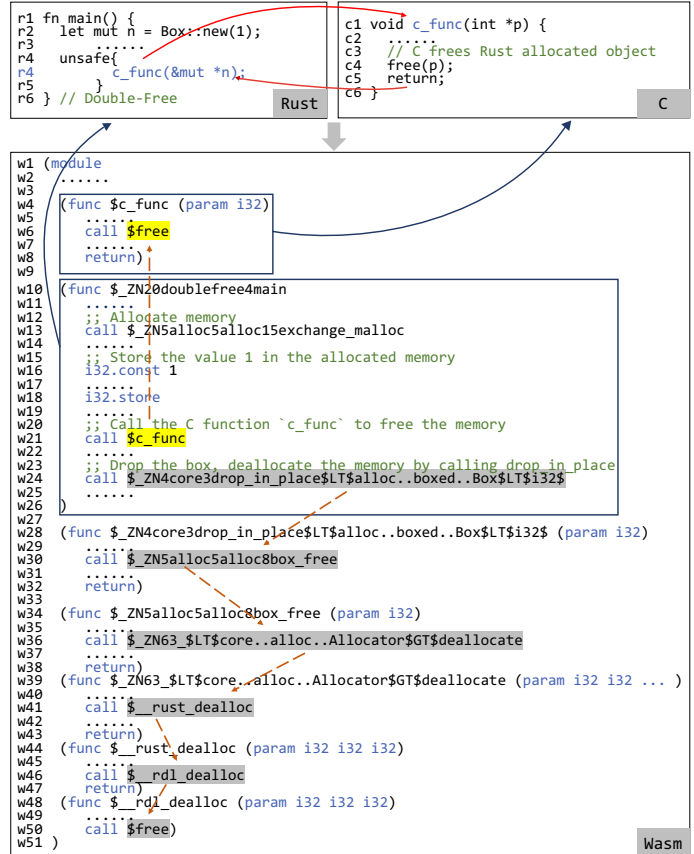 r1 fn main() {
r2 let mut n = Box::new(1);
r3 ......
r4 unsafe{
r4 c_func(&mut *n);
r5 }
r6 } // Double-Free
Rust
c1 void c_func(int *p) {
c2 ......
c3 // C frees Rust allocated object
c4 free(p);
c5 return;
c6 }
C
w1 (module
w2 ......
w3
w4 (func $c_func (param i32)
w5 ......
w6 call $free
w7 ......
w8 return)
w9
w10 (func $_ZN20doublefree4main
w11 ......
w12 ;; Allocate memory
w13 call $_ZN5alloc5alloc15exchange_malloc
w14 ......
w15 ;; Store the value 1 in the allocated memory
w16 i32.const 1
w17 ......
w18 i32.store
w19 ......
w20 ;; Call the C function `c_func` to free the memory
w21 call $c_func
w22 ......
w23 ;; Drop the box, deallocate the memory by calling drop_in_place
w24 call $_ZN4core3drop_in_place$LT$alloc..boxed..Box$LT$i32$
w25 ......
w26 )
w27
w28 (func $_ZN4core3drop_in_place$LT$alloc..boxed..Box$LT$i32$ (param i32)
w29 ......
w30 call $_ZN5alloc5alloc8box_free
w31 ......
w32 return)
w33
w34 (func $_ZN5alloc5alloc8box_free (param i32)
w35 ......
w36 call $_ZN63_$LT$core..alloc..Allocator$GT$deallocate
w37 ......
w38 return)
w39 (func $_ZN63_$LT$core..alloc..Allocator$GT$deallocate (param i32 i32 ... )
w40 ......
w41 call $__rust_dealloc
w42 ......
w43 return)
w44 (func $__rust_dealloc (param i32 i32 i32)
w45 ......
w46 call $__rdl_dealloc
w47 return)
w48 (func $__rdl_dealloc (param i32 i32 i32)
w49 ......
w50 call $free)
w51 )
Wasm